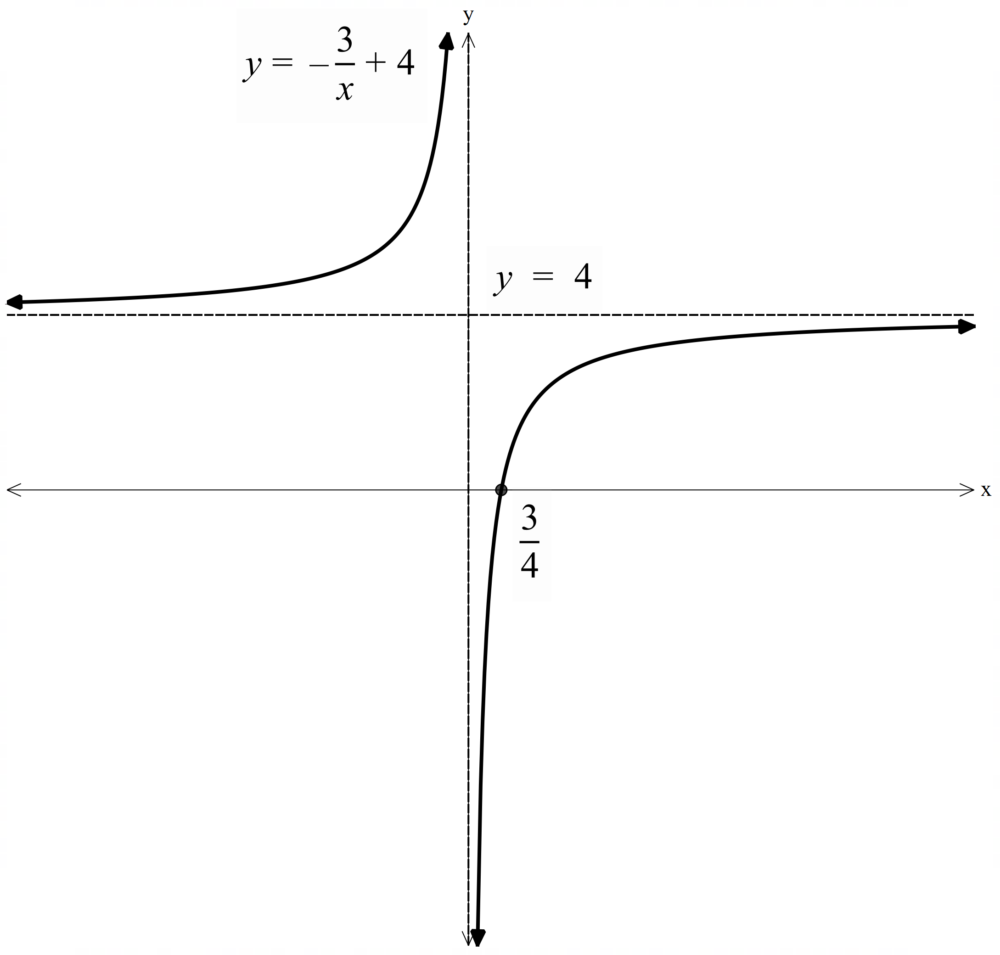 y
y = −3/x + 4
y = 4
x
3/4